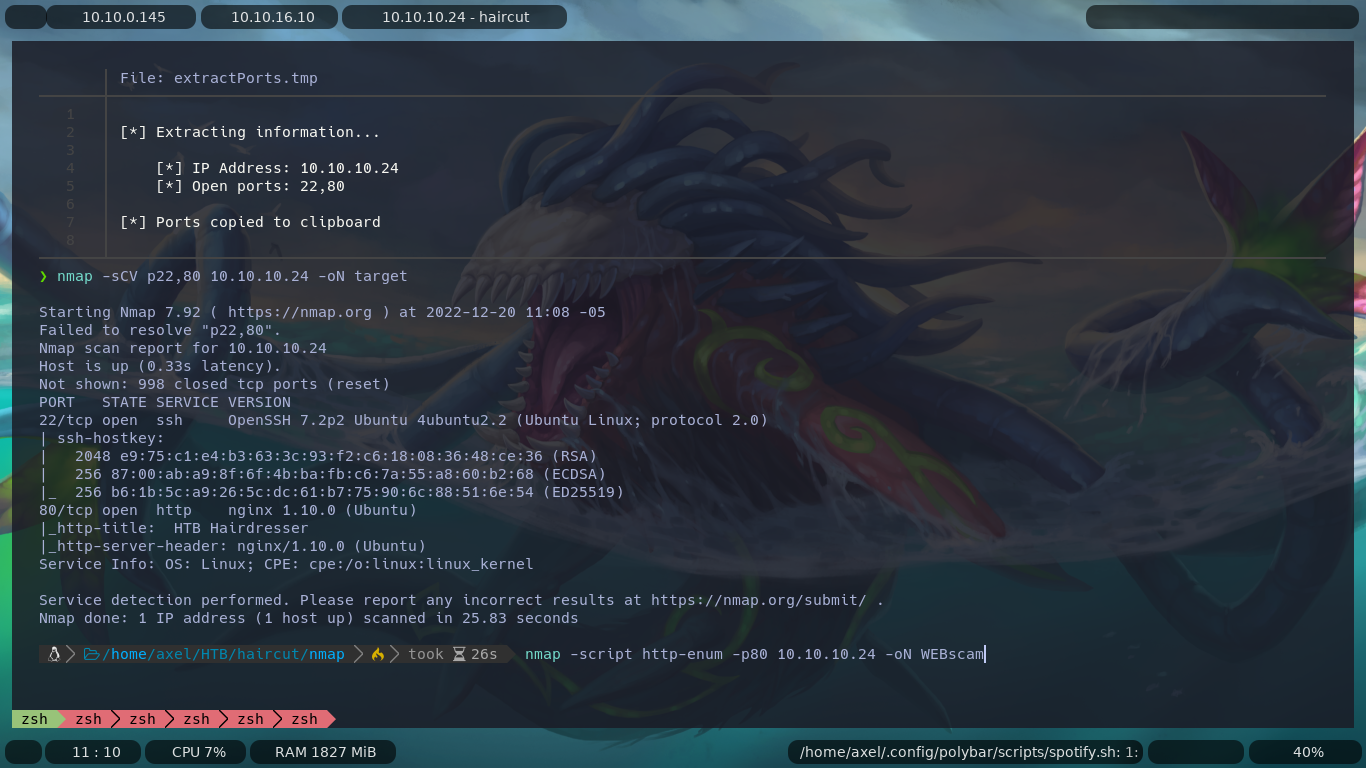 10.10.0.145 10.10.16.10 10.10.10.24 - haircut
File: extractPorts.tmp
1
2 [*] Extracting information...
3
4 [*] IP Address: 10.10.10.24
5 [*] Open ports: 22,80
6
7 [*] Ports copied to clipboard
8
❯ nmap -sCV p22,80 10.10.10.24 -oN target
Starting Nmap 7.92 ( https://nmap.org ) at 2022-12-20 11:08 -05
Failed to resolve "p22,80".
Nmap scan report for 10.10.10.24
Host is up (0.33s latency).
Not shown: 998 closed tcp ports (reset)
PORT   STATE SERVICE VERSION
22/tcp open  ssh     OpenSSH 7.2p2 Ubuntu 4ubuntu2.2 (Ubuntu Linux; protocol 2.0)
| ssh-hostkey:
|   2048 e9:75:c1:e4:b3:63:3c:93:f2:c6:18:08:36:48:ce:36 (RSA)
|   256 87:00:ab:a9:8f:6f:4b:ba:fb:c6:7a:55:a8:60:b2:68 (ECDSA)
|_  256 b6:1b:5c:a9:26:5c:dc:61:b7:75:90:6c:88:51:6e:54 (ED25519)
80/tcp open  http    nginx 1.10.0 (Ubuntu)
|_http-title:  HTB Hairdresser
|_http-server-header: nginx/1.10.0 (Ubuntu)
Service Info: OS: Linux; CPE: cpe:/o:linux:linux_kernel
Service detection performed. Please report any incorrect results at https://nmap.org/submit/ .
Nmap done: 1 IP address (1 host up) scanned in 25.83 seconds
/home/axel/HTB/haircut/nmap took 26s nmap -script http-enum -p80 10.10.10.24 -oN WEBscam
zsh zsh zsh zsh zsh zsh
11 : 10 CPU 7% RAM 1827 MiB /home/axel/.config/polybar/scripts/spotify.sh: 1: 40%